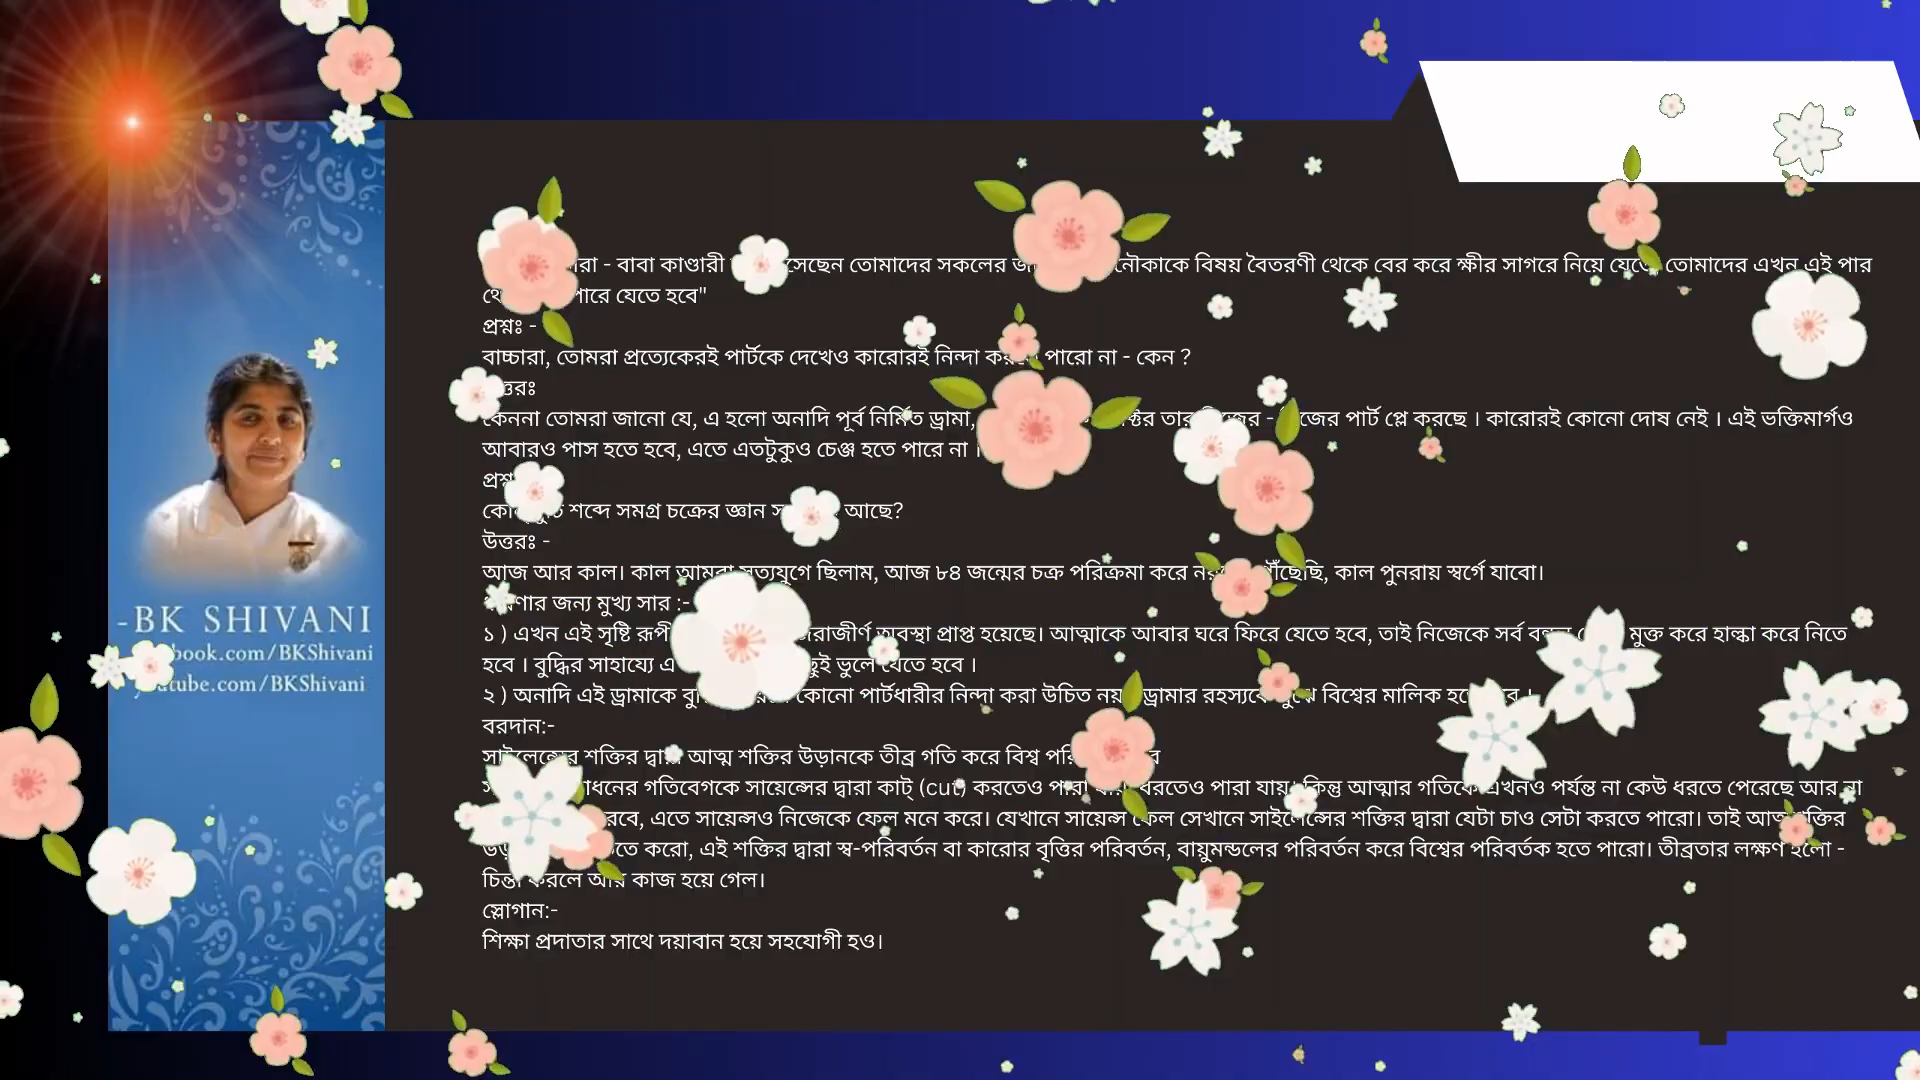 -BK SHIVANI
book.com/BKShivani
tube.com/BKShivani
- বাবা কাণ্ডারী তোমাদের সকলের নৌকাকে বিষয় বৈতরণী থেকে বের করে ক্ষীর সাগরে নিয়ে যেতে, তোমাদের এখন এই পার
যেতে হবে"
প্রশ্নঃ -
বাচ্চারা, তোমরা প্রত্যেকেরই পার্টকে দেখেও কারোরই নিন্দা পারো না - কেন ?
উত্তরঃ
কেননা তোমরা জানো যে, এ হলো অনাদি পূর্ব নির্মিত ড্রামা, তার নিজের - নিজের পার্ট প্লে করছে । কারোরই কোনো দোষ নেই । এই ভক্তিমার্গও
আবারও পাস হতে হবে, এতে এতটুকুও চেঞ্জ হতে পারে না ।
শব্দে সমগ্র চক্রের জ্ঞান আছে?
উত্তরঃ -
আজ আর কাল। কাল আমরা সত্যযুগে ছিলাম, আজ ৮৪ জন্মের চক্র পরিক্রমা করে কাল পুনরায় স্বর্গে যাবো।
জন্য মুখ্য সার :-
১ ) এখন এই সৃষ্টি রূপী অবস্থা প্রাপ্ত হয়েছে। আত্মাকে আবার ঘরে ফিরে যেতে হবে, তাই নিজেকে সর্ব মুক্ত করে হাল্কা করে নিতে
হবে । বুদ্ধির সাহায্যে ভুলে যেতে হবে ।
২ ) অনাদি এই ড্রামাকে কোনো পার্টধারীর নিন্দা করা উচিত নয় ড্রামার রহস্যকে বুঝে বিশ্বের মালিক
বরদান:-
সাইলেন্সের শক্তির দ্বারা আত্ম শক্তির উড়ানকে তীব্র গতি করে বিশ্ব
গতিবেগকে সায়েন্সের দ্বারা কাট্ (cut) করতেও পারা যায়, ধরতেও পারা যায়। কিন্তু আত্মার গতিকে এখনও পর্যন্ত না কেউ ধরতে পেরেছে আর না
এতে সায়েন্সও নিজেকে ফেল মনে করে। যেখানে সায়েন্স ফেল সেখানে সাইলেন্সের শক্তির দ্বারা যেটা চাও সেটা করতে পারো। তাই আত্ম শক্তির
করো, এই শক্তির দ্বারা স্ব-পরিবর্তন বা কারোর বৃত্তির পরিবর্তন, বায়ুমন্ডলের পরিবর্তন করে বিশ্বের পরিবর্তক হতে পারো। তীব্রতার লক্ষণ হলো -
চিন্তা করলে আর কাজ হয়ে গেল।
স্লোগান:-
শিক্ষা প্রদাতার সাথে দয়াবান হয়ে সহযোগী হও।